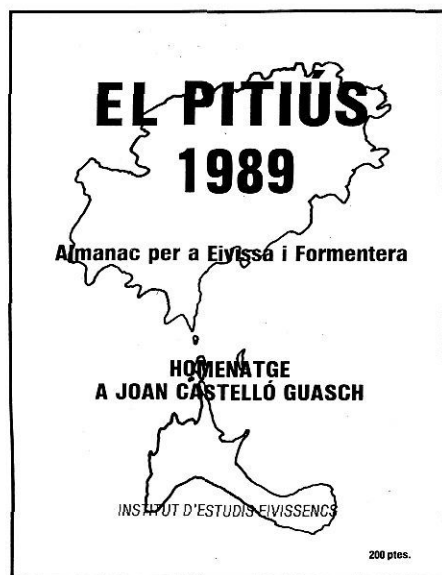 EL PITIÚS
1989
Almanac per a Eivissa i Formentera
HOMENATGE
A JOAN CASTELLÓ GUASCH
INSTITUT D'ESTUDIS EIVISSENCS
200 ptes.